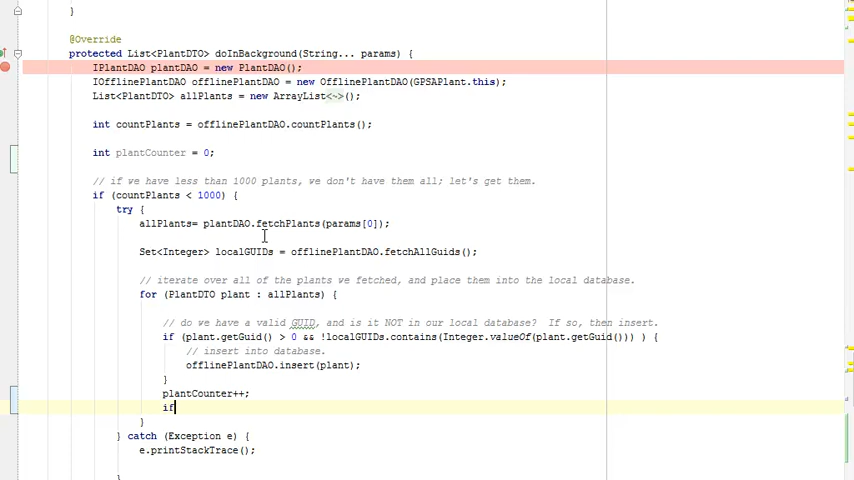 }
@Override
protected List<PlantDTO> doInBackground(String... params) {
IPlantDAO plantDAO = new PlantDAO();
IOfflinePlantDAO offlinePlantDAO = new OfflinePlantDAO(GPSAPlant.this);
List<PlantDTO> allPlants = new ArrayList<~>();
int countPlants = offlinePlantDAO.countPlants();
int plantCounter = 0;
// if we have less than 1000 plants, we don't have them all; let's get them.
if (countPlants < 1000) {
try {
allPlants= plantDAO.fetchPlants(params[0]);
Set<Integer> localGUIDs = offlinePlantDAO.fetchAllGuids();
// iterate over all of the plants we fetched, and place them into the local database.
for (PlantDTO plant : allPlants) {
// do we have a valid GUID, and is it NOT in our local database?  If so, then insert.
if (plant.getGuid() > 0 && !localGUIDs.contains(Integer.valueOf(plant.getGuid())) ) {
// insert into database.
offlinePlantDAO.insert(plant);
}
plantCounter++;
if
}
} catch (Exception e) {
e.printStackTrace();
}